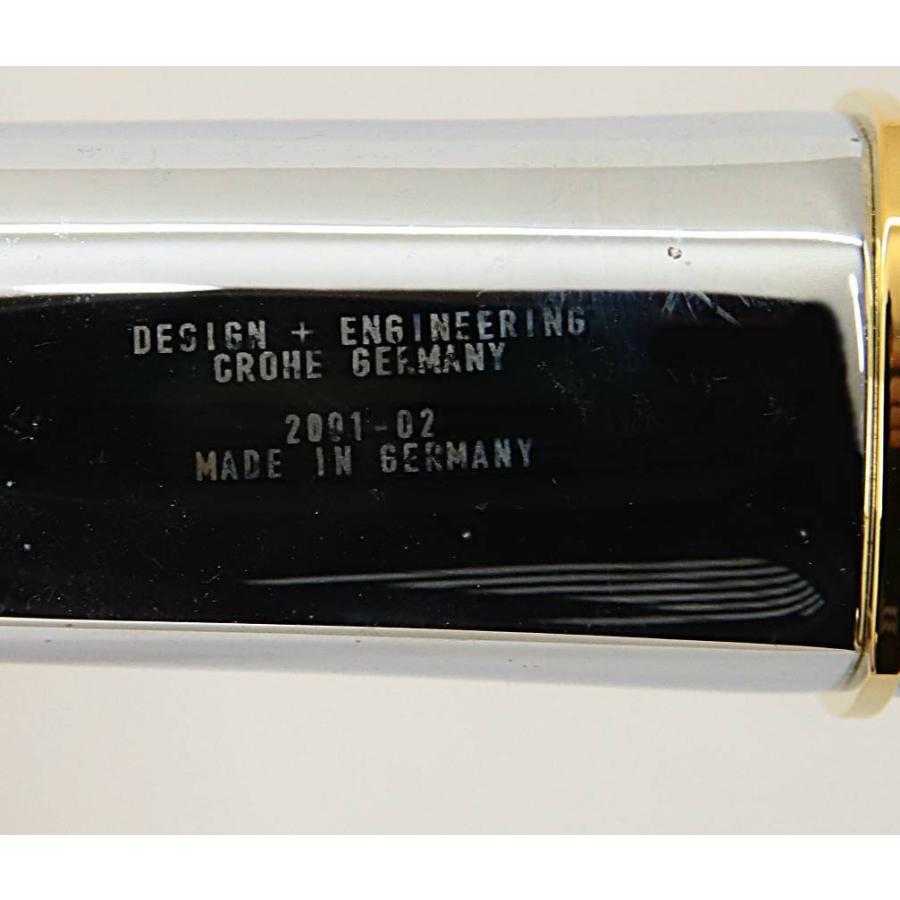 DESIGN + ENGINEERING
GROHE GERMANY
2001-02
MADE IN GERMANY